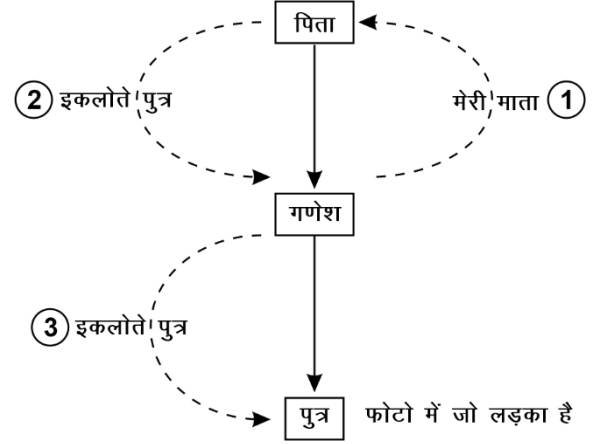 पिता
② इकलोते पुत्र
मेरी माता ①
गणेश
③ इकलोते पुत्र
पुत्र फोटो में जो लड़का है